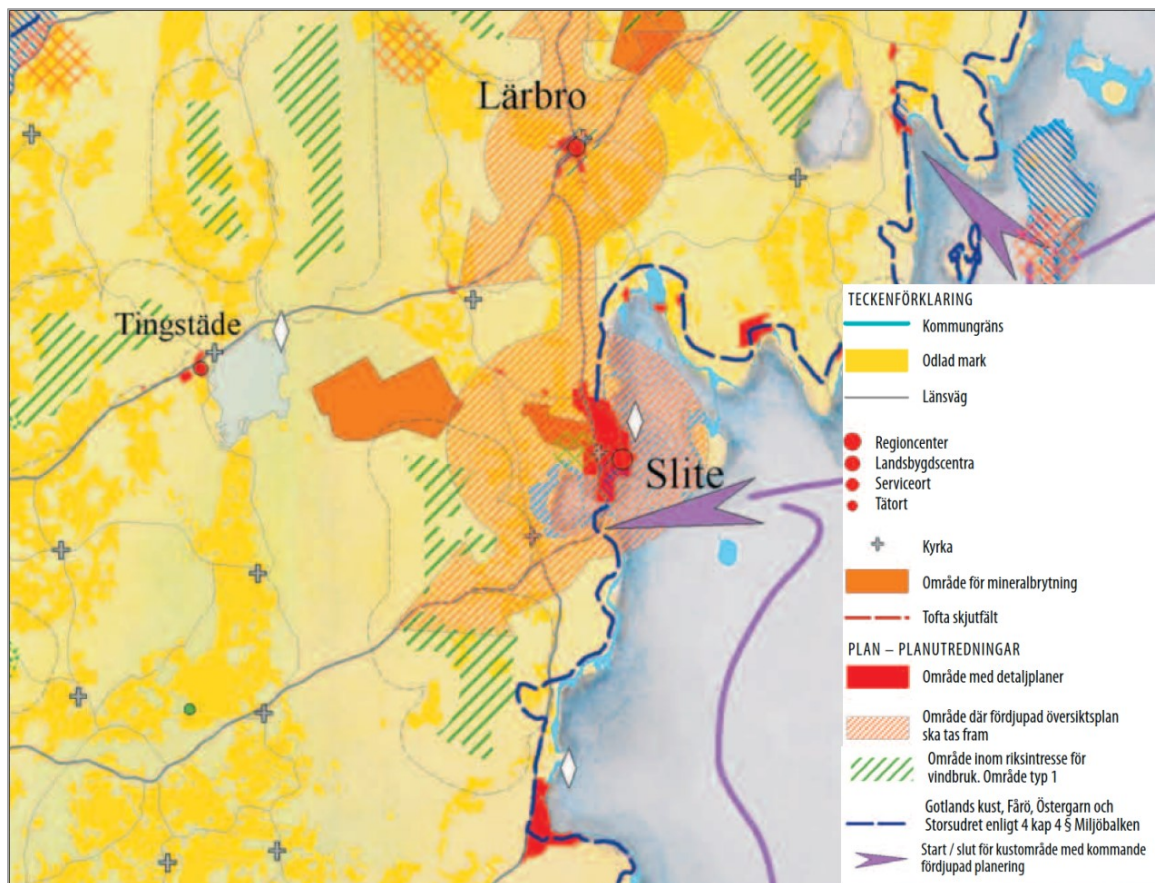 Lärbro
Tingstäde
Slite
TECKENFÖRKLARING
Kommungräns
Odlad mark
Länsväg
Regioncenter
Landsbygdscentra
Serviceort
Tätort
Kyrka
Område för mineralbrytning
Tofta skjutfält
PLAN – PLANUTREDNINGAR
Område med detaljplaner
Område där fördjupad översiktsplan
ska tas fram
Område inom riksintresse för
vindbruk. Område typ 1
Gotlands kust, Fårö, Östergarn och
Storsudret enligt 4 kap 4 § Miljöbalken
Start / slut för kustområde med kommande
fördjupad planering